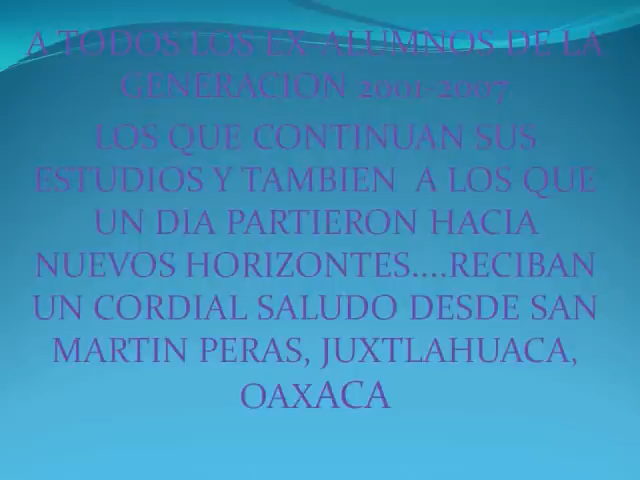 A TODOS LOS EX-ALUMNOS DE LA
GENERACION 2001-2007
LOS QUE CONTINUAN SUS
ESTUDIOS Y TAMBIEN A LOS QUE
UN DIA PARTIERON HACIA
NUEVOS HORIZONTES....RECIBAN
UN CORDIAL SALUDO DESDE SAN
MARTIN PERAS, JUXTLAHUACA,
OAXACA